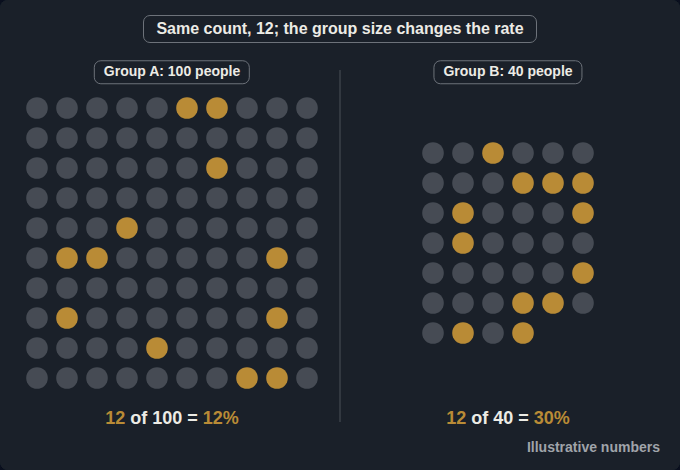 Same count, 12; the group size changes the rate
Group A: 100 people
Group B: 40 people
12 of 100 = 12%
12 of 40 = 30%
Illustrative numbers